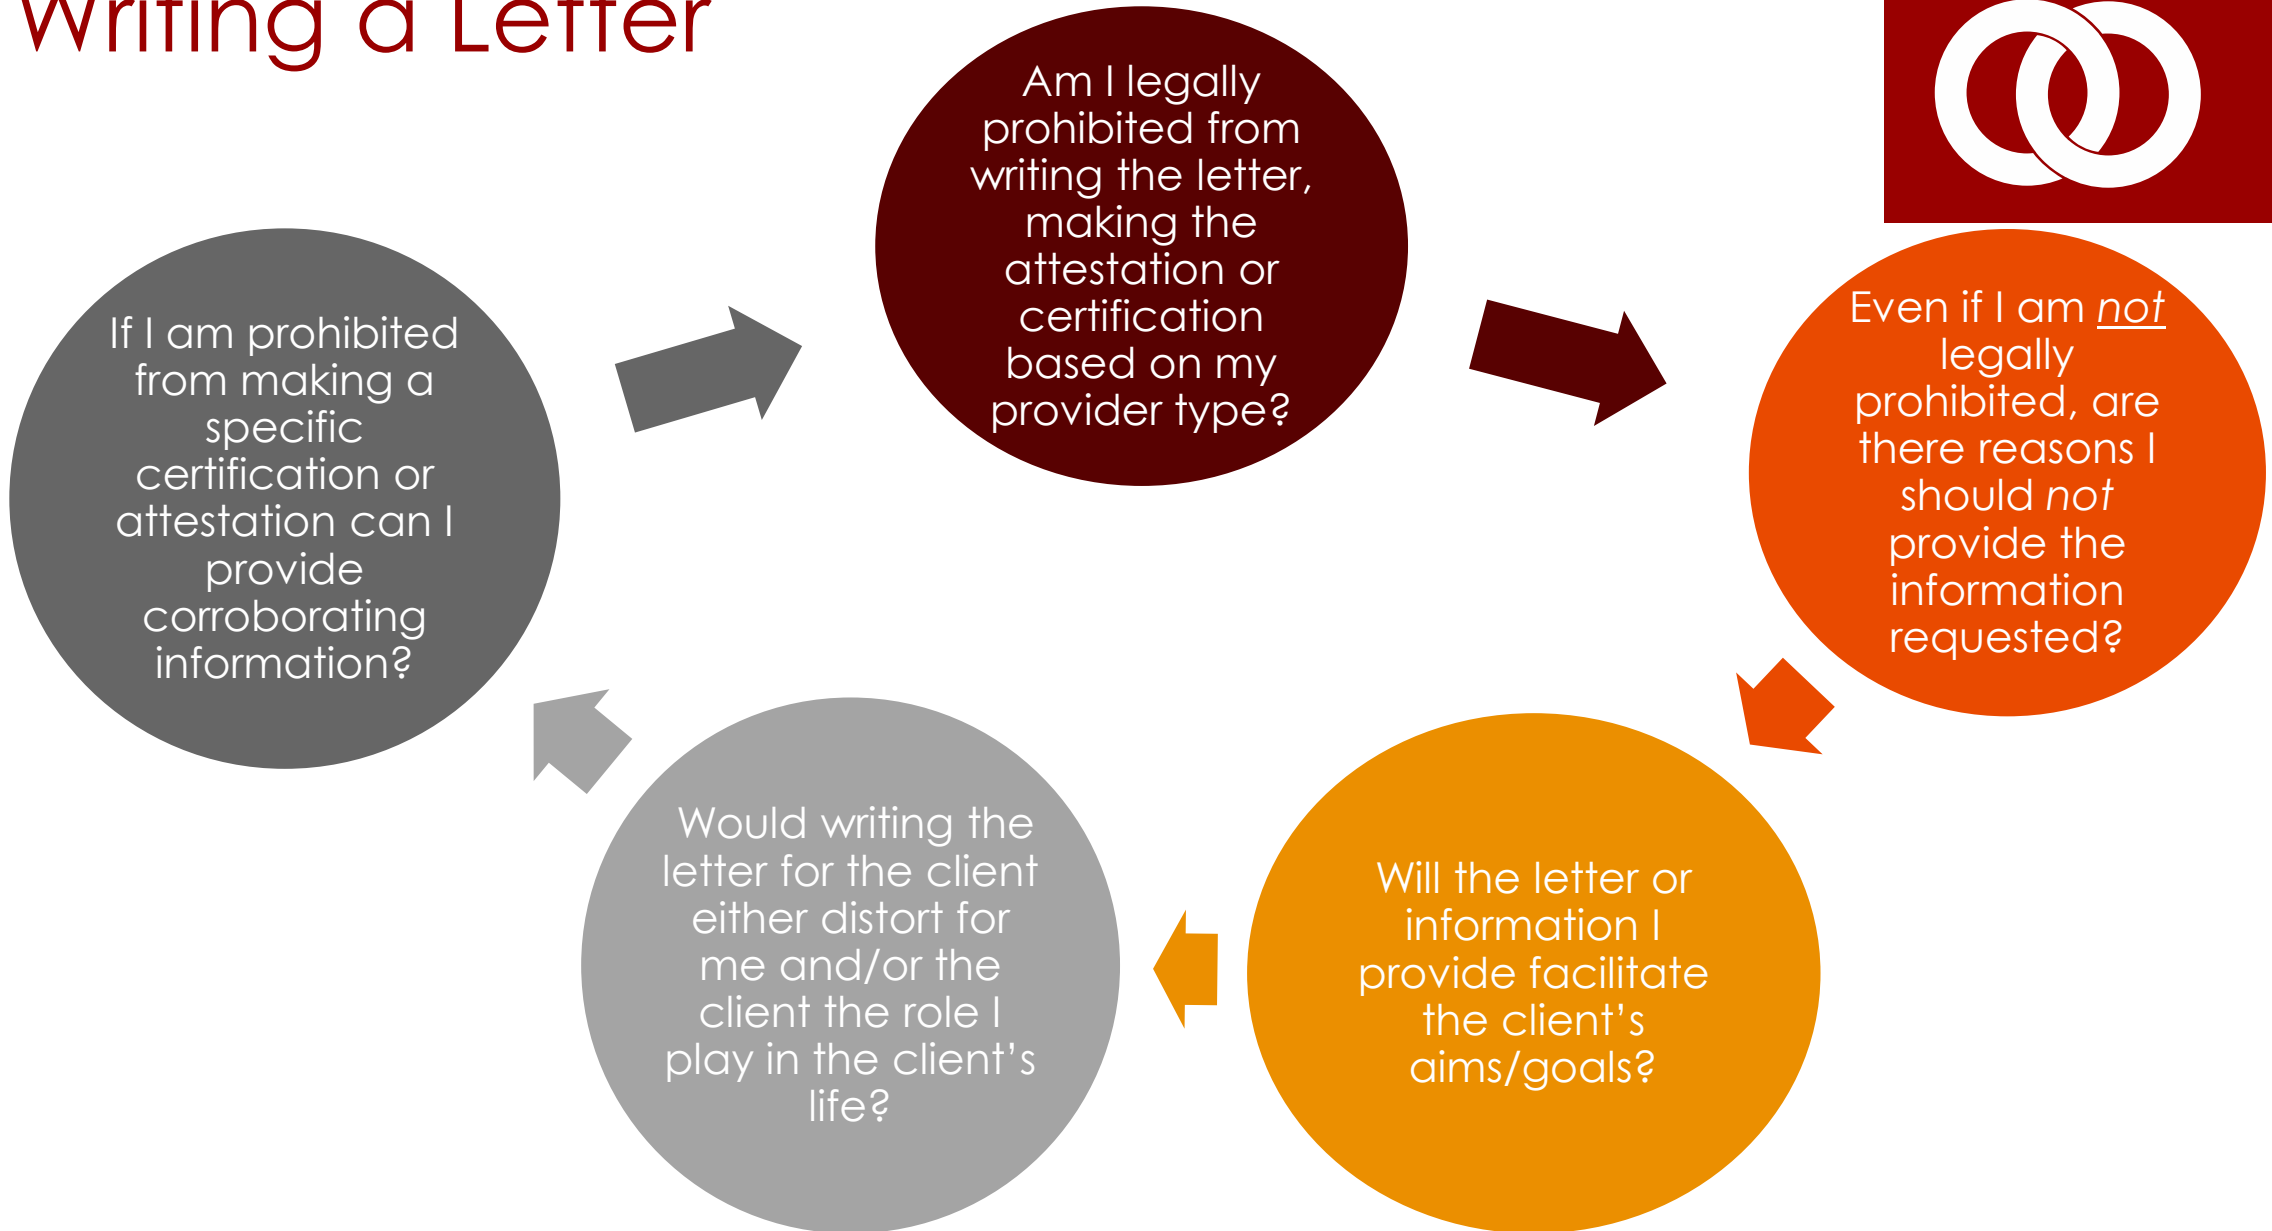 Writing a Letter
Am I legally
prohibited from
writing the letter,
making the
attestation or
certification
based on my
provider type?
Even if I am not
legally
prohibited, are
there reasons I
should not
provide the
information
requested?
Will the letter or
information I
provide facilitate
the client’s
aims/goals?
Would writing the
letter for the client
either distort for
me and/or the
client the role I
play in the client’s
life?
If I am prohibited
from making a
specific
certification or
attestation can I
provide
corroborating
information?